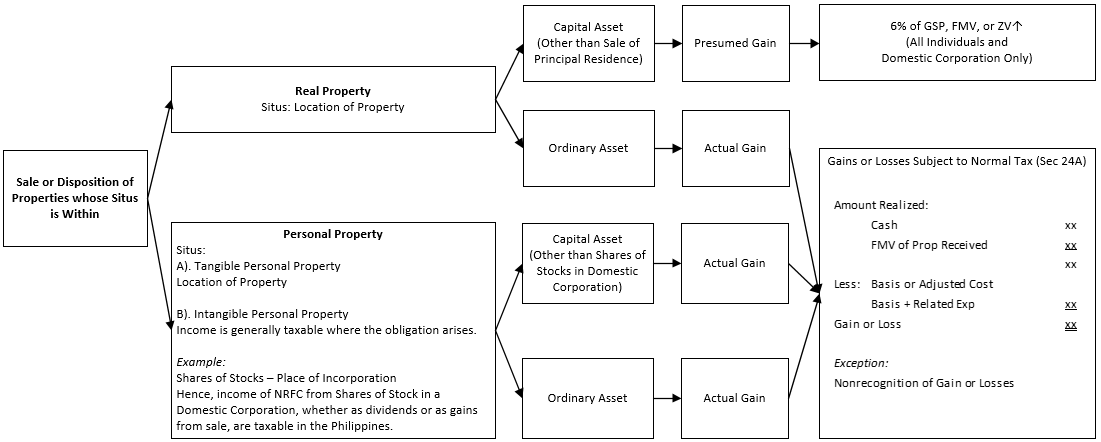 Sale or Disposition of
Properties whose Situs
is Within
Real Property
Situs: Location of Property
Capital Asset
(Other than Sale of
Principal Residence)
Presumed Gain
6% of GSP, FMV, or ZV↑
(All Individuals and
Domestic Corporation Only)
Ordinary Asset
Actual Gain
Personal Property
Situs:
A). Tangible Personal Property
Location of Property
B). Intangible Personal Property
Income is generally taxable where the obligation arises.
Example:
Shares of Stocks – Place of Incorporation
Hence, income of NRFC from Shares of Stock in a
Domestic Corporation, whether as dividends or as gains
from sale, are taxable in the Philippines.
Capital Asset
(Other than Shares of
Stocks in Domestic
Corporation)
Actual Gain
Ordinary Asset
Actual Gain
Gains or Losses Subject to Normal Tax (Sec 24A)
Amount Realized:
Cash xx
FMV of Prop Received xx
xx
Less: Basis or Adjusted Cost
Basis + Related Exp xx
Gain or Loss xx
Exception:
Nonrecognition of Gain or Losses